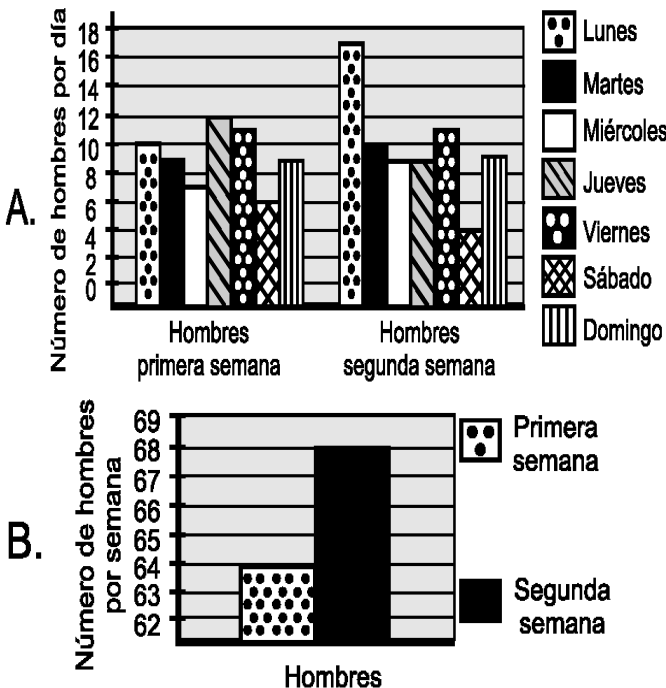 A.
Número de hombres por día
18
16
14
12
10
8
6
4
2
0
Hombres
primera semana
Hombres
segunda semana
Lunes
Martes
Miércoles
Jueves
Viernes
Sábado
Domingo
B.
Número de hombres
por semana
69
68
67
66
65
64
63
62
Hombres
Primera
semana
Segunda
semana